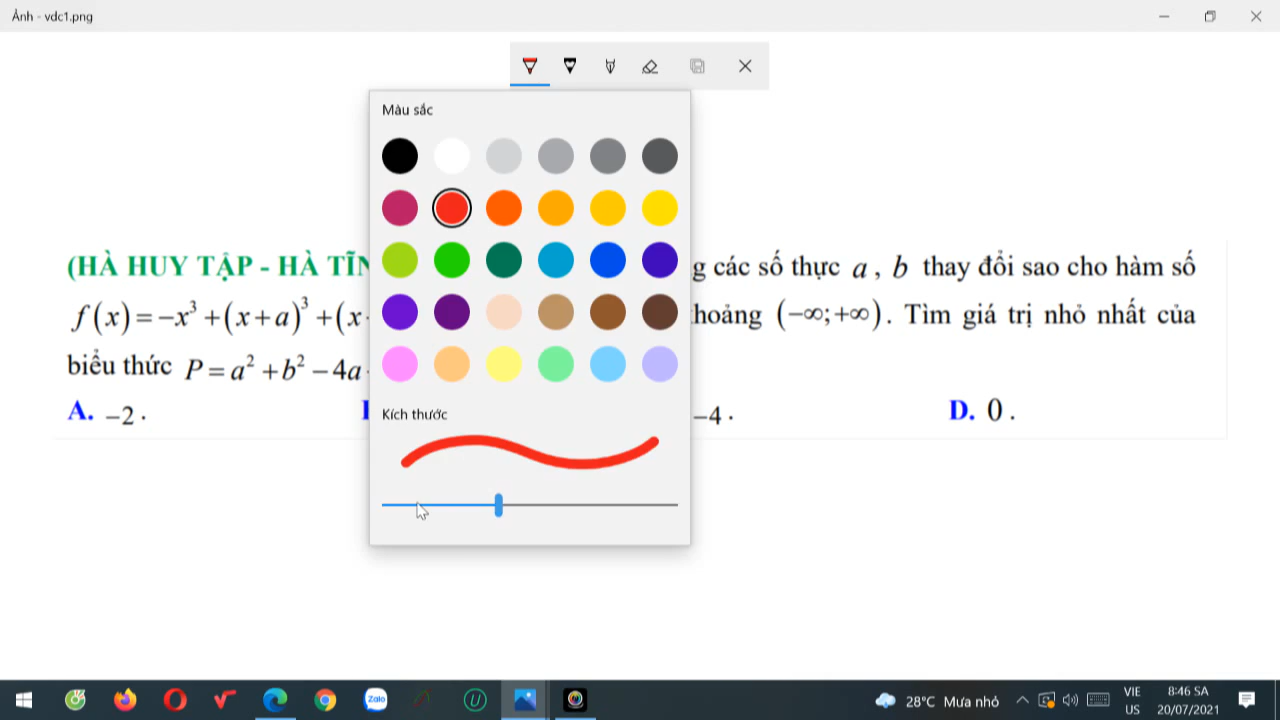 Ảnh - vdc1.png
Màu sắc
(HÀ HUY TẬP - HÀ TĨN g các số thực a , b thay đổi sao cho hàm số
f(x)=−x³+(x+a)³+(x hoảng (−∞;+∞). Tìm giá trị nhỏ nhất của
biểu thức P=a²+b²−4a
A. −2 . −4 . D. 0 .
Kích thước
Zalo 28°C Mưa nhỏ VIE 8:46 SA
US 20/07/2021